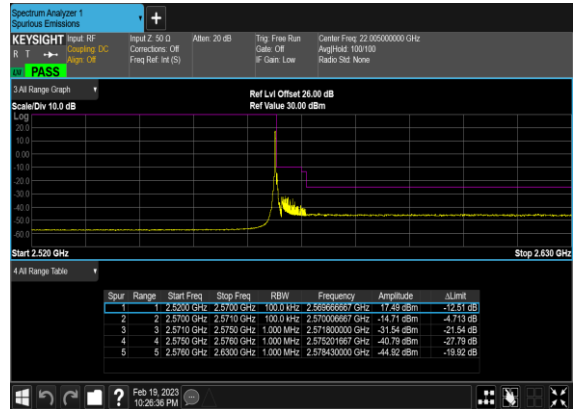 Spectrum Analyzer 1
Spurious Emissions
+
KEYSIGHT Input: RF Input Z: 50 Ω Atten: 20 dB Trig: Free Run Center Freq: 22.005000000 GHz
R T Coupling: DC Corrections: Off Gate: Off Avg|Hold: 100/100
Align: Off Freq Ref: Int (S) IF Gain: Low Radio Std: None
LW PASS
3 All Range Graph
Ref Lvl Offset 26.00 dB
Scale/Div 10.0 dB Ref Value 30.00 dBm
Log
20.0
10.0
0.00
-10.0
-20.0
-30.0
-40.0
-50.0
-60.0
Start 2.520 GHz Stop 2.630 GHz
4 All Range Table
Spur Range Start Freq Stop Freq RBW Frequency Amplitude ΔLimit
1 1 2.5200 GHz 2.5700 GHz 100.0 kHz 2.569666667 GHz 17.49 dBm -12.51 dB
2 2 2.5700 GHz 2.5710 GHz 100.0 kHz 2.570006667 GHz -14.71 dBm -4.713 dB
3 3 2.5710 GHz 2.5750 GHz 1.000 MHz 2.571800000 GHz -31.54 dBm -21.54 dB
4 4 2.5750 GHz 2.5760 GHz 1.000 MHz 2.575201667 GHz -40.79 dBm -27.79 dB
5 5 2.5760 GHz 2.6300 GHz 1.000 MHz 2.578430000 GHz -44.92 dBm -19.92 dB
? Feb 19, 2023
10:26:36 PM